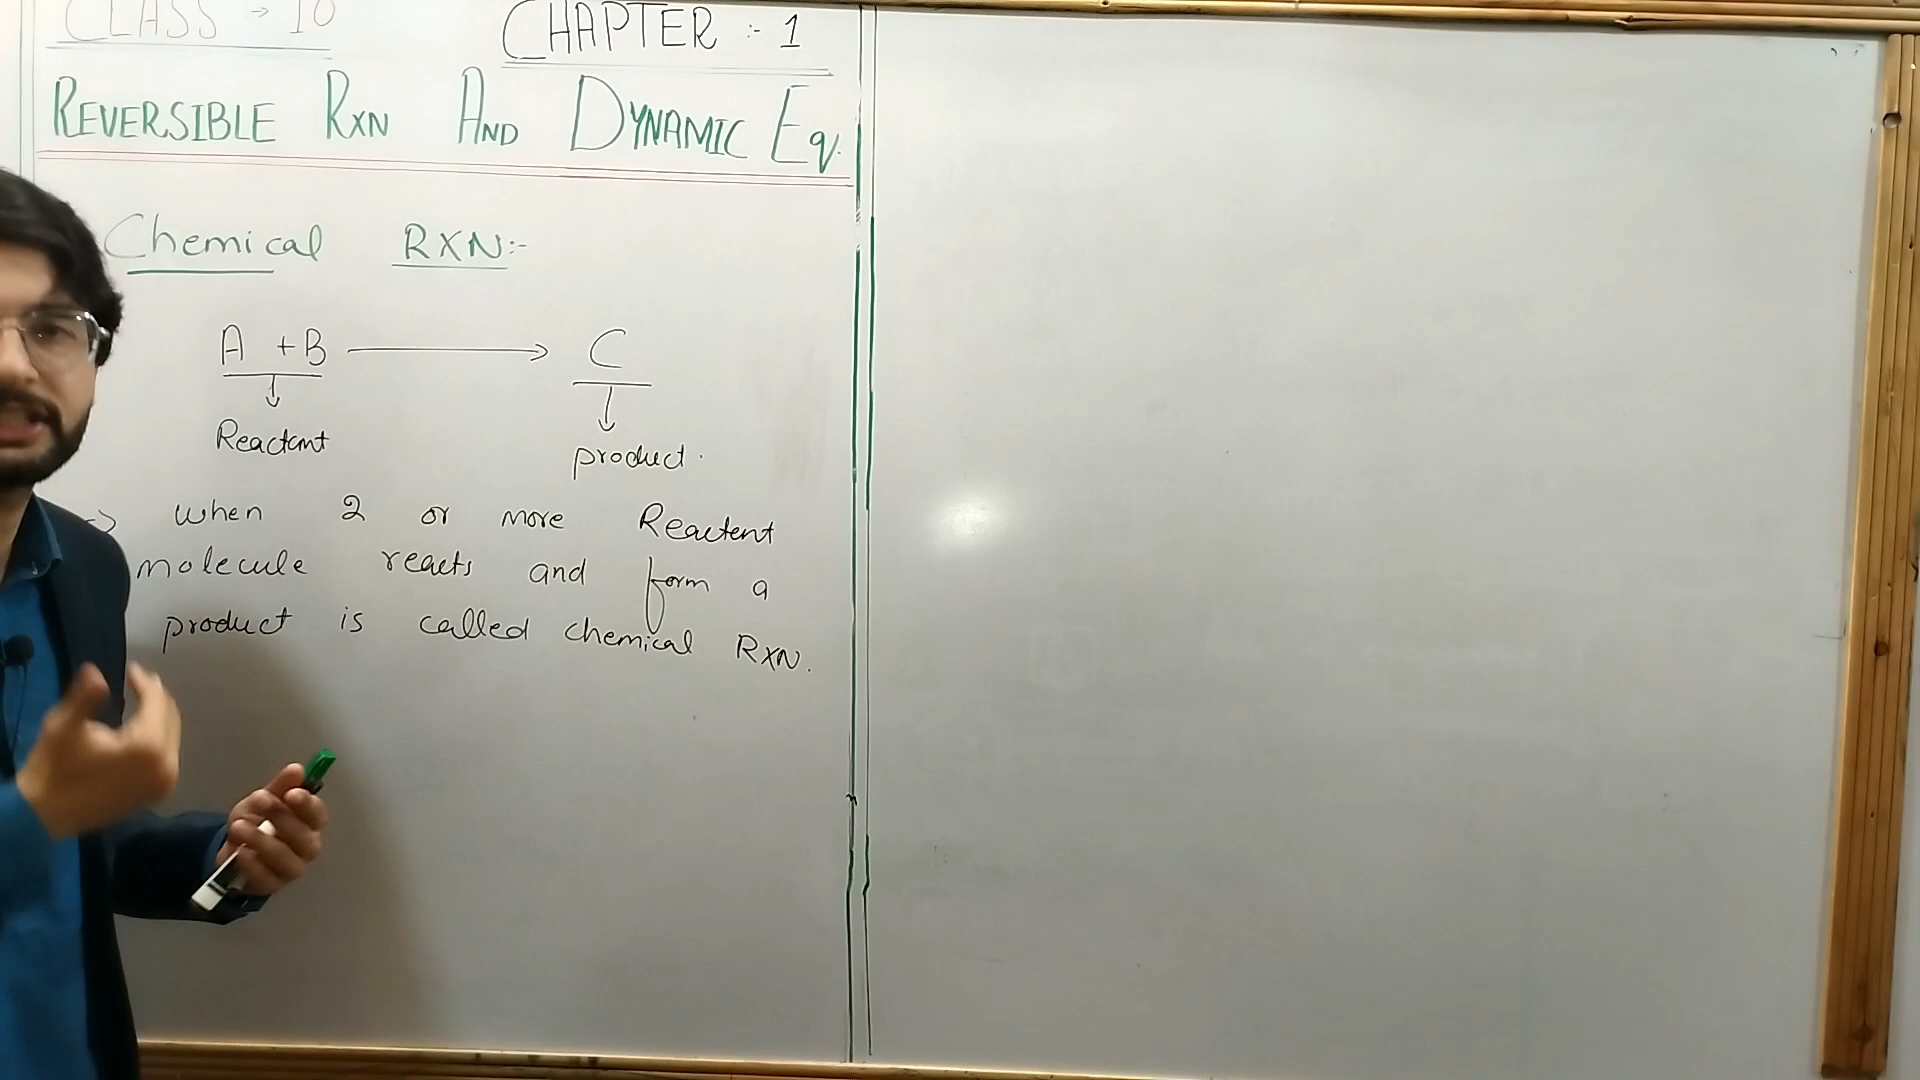 CLASS → 10
CHAPTER :- 1
REVERSIBLE RXN AND DYNAMIC Eq.
Chemical RXN:-
A + B ⟶ C
Reactant
product.
→ when 2 or more Reactent
molecule reacts and form a
product is called chemical RXN.